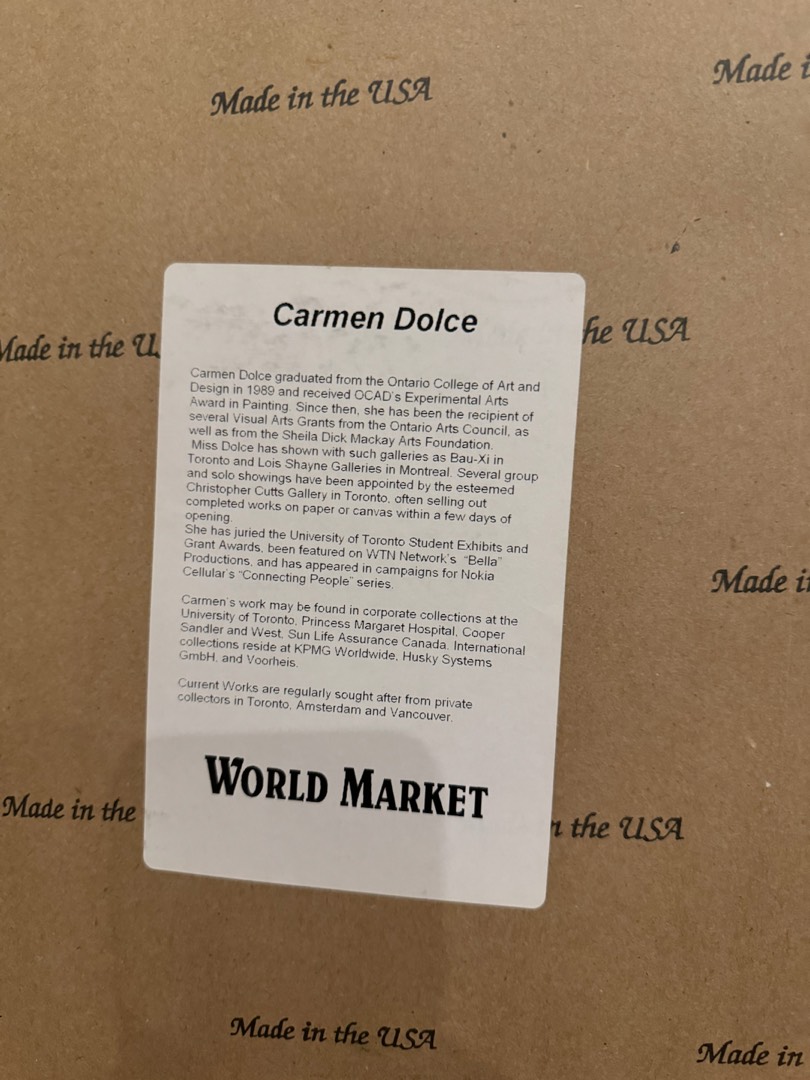 Made in the USA
Made i
Made in the U
he USA
Carmen Dolce
Carmen Dolce graduated from the Ontario College of Art and
Design in 1989 and received OCAD's Experimental Arts
Award in Painting. Since then, she has been the recipient of
several Visual Arts Grants from the Ontario Arts Council, as
well as from the Sheila Dick Mackay Arts Foundation.
Miss Dolce has shown with such galleries as Bau-Xi in
Toronto and Lois Shayne Galleries in Montreal. Several group
and solo showings have been appointed by the esteemed
Christopher Cutts Gallery in Toronto, often selling out
completed works on paper or canvas within a few days of
opening.
She has juried the University of Toronto Student Exhibits and
Grant Awards, been featured on WTN Network's "Bella"
Productions, and has appeared in campaigns for Nokia
Cellular's "Connecting People" series.
Carmen's work may be found in corporate collections at the
University of Toronto, Princess Margaret Hospital, Cooper
Sandler and West, Sun Life Assurance Canada. International
collections reside at KPMG Worldwide, Husky Systems
GmbH, and Voorheis.
Current Works are regularly sought after from private
collectors in Toronto, Amsterdam and Vancouver.
WORLD MARKET
Made i
Made in the
n the USA
Made in the USA
Made in